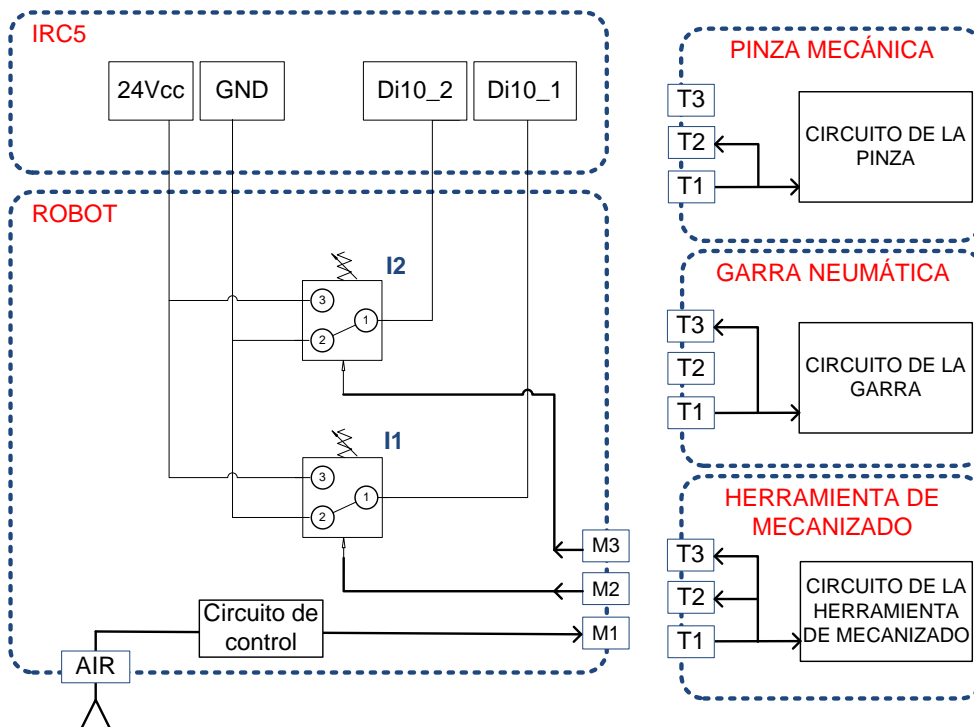 IRC5
24Vcc
GND
Di10_2
Di10_1
ROBOT
I2
3
1
2
I1
3
1
2
M3
M2
M1
Circuito de
control
AIR
PINZA MECÁNICA
T3
T2
T1
CIRCUITO DE LA
PINZA
GARRA NEUMÁTICA
T3
T2
T1
CIRCUITO DE LA
GARRA
HERRAMIENTA DE
MECANIZADO
T3
T2
T1
CIRCUITO DE LA
HERRAMIENTA
DE MECANIZADO